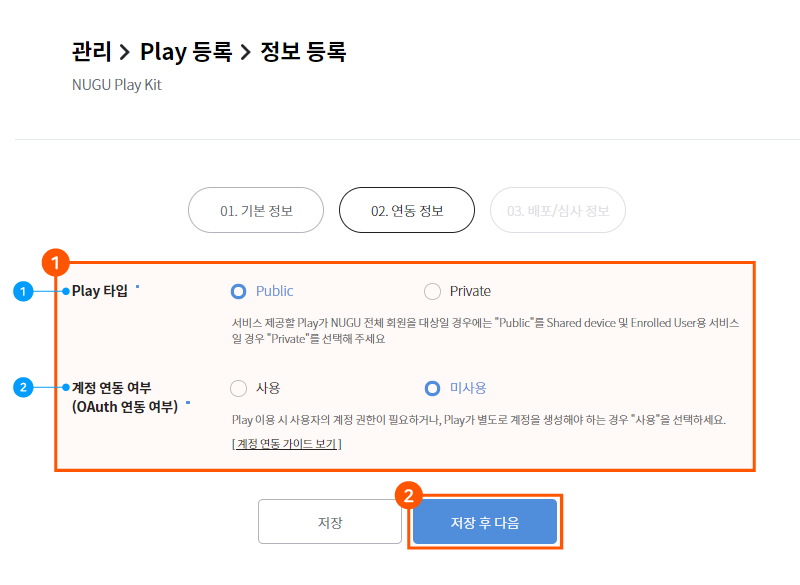 관리 > Play 등록 > 정보 등록
NUGU Play Kit
01. 기본 정보
02. 연동 정보
03. 배포/심사 정보
1
1 Play 타입
Public
Private
서비스 제공할 Play가 NUGU 전체 회원을 대상일 경우에는 "Public"를 Shared device 및 Enrolled User용 서비스
일 경우 "Private"를 선택해 주세요
2 계정 연동 여부
(OAuth 연동 여부)
사용
미사용
Play 이용 시 사용자의 계정 권한이 필요하거나, Play가 별도로 계정을 생성해야 하는 경우 "사용"을 선택하세요.
[ 계정 연동 가이드 보기 ]
2
저장
저장 후 다음